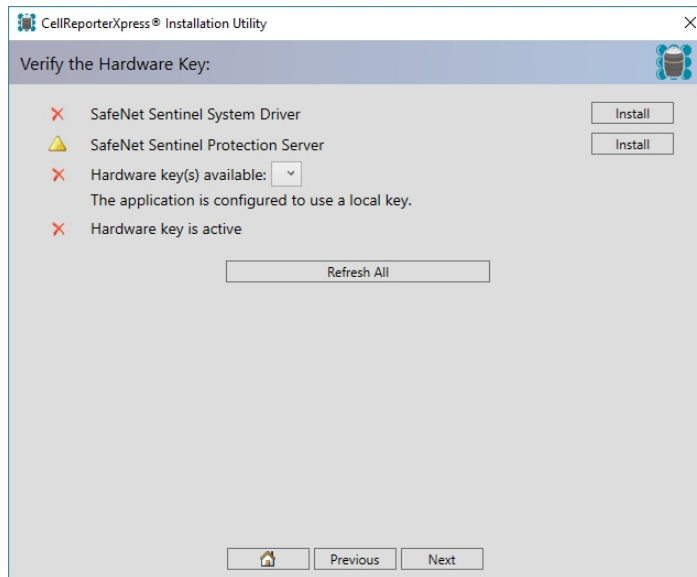 CellReporterXpress® Installation Utility
Verify the Hardware Key:
SafeNet Sentinel System Driver Install
SafeNet Sentinel Protection Server Install
Hardware key(s) available:
The application is configured to use a local key.
Hardware key is active
Refresh All
Previous Next